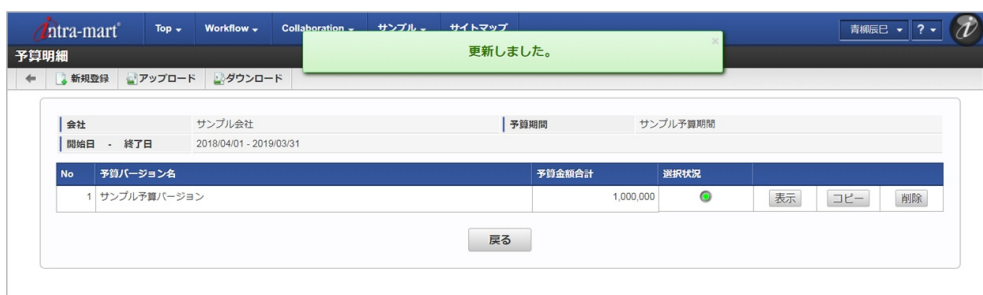 intra-mart® Top Workflow Collaboration サンプル サイトマップ 青柳辰巳 ?
更新しました。 ×
予算明細
新規登録 アップロード ダウンロード
会社 サンプル会社 予算期間 サンプル予算期間
開始日 - 終了日 2018/04/01 - 2019/03/31
No 予算バージョン名 予算金額合計 選択状況
1 サンプル予算バージョン 1,000,000 表示 コピー 削除
戻る